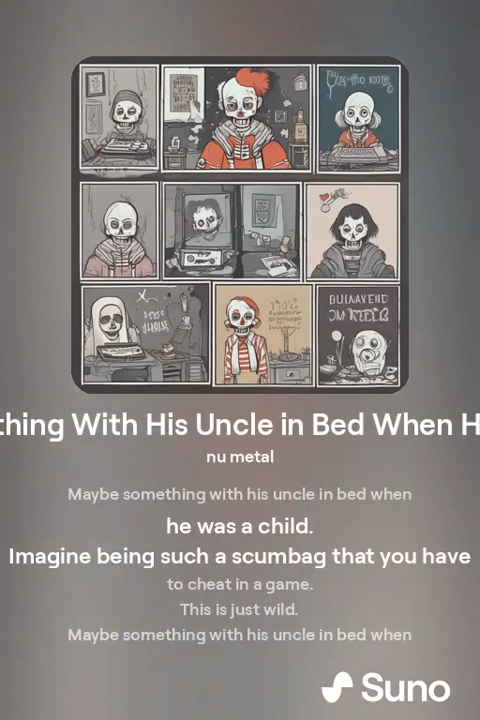 thing With His Uncle in Bed When H
nu metal
Maybe something with his uncle in bed when
he was a child.
Imagine being such a scumbag that you have
to cheat in a game.
This is just wild.
Maybe something with his uncle in bed when
Suno